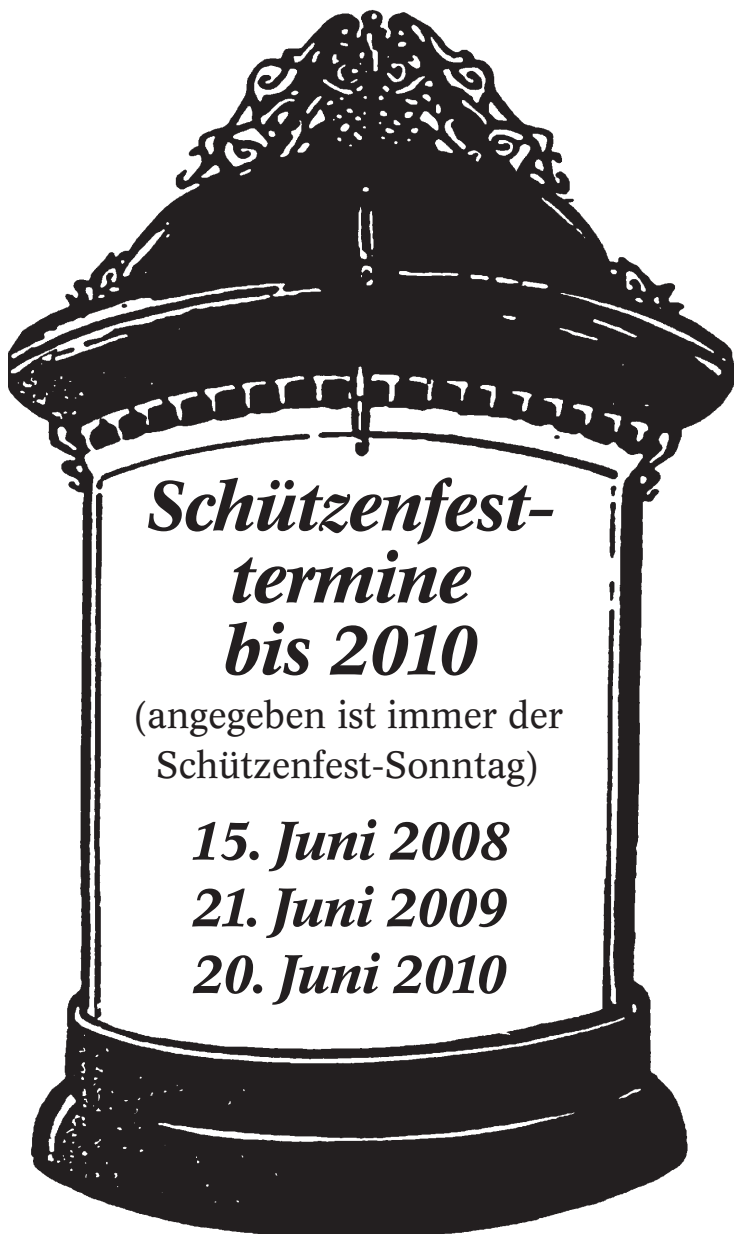 Schützenfest-
termine
bis 2010
(angegeben ist immer der
Schützenfest-Sonntag)
15. Juni 2008
21. Juni 2009
20. Juni 2010